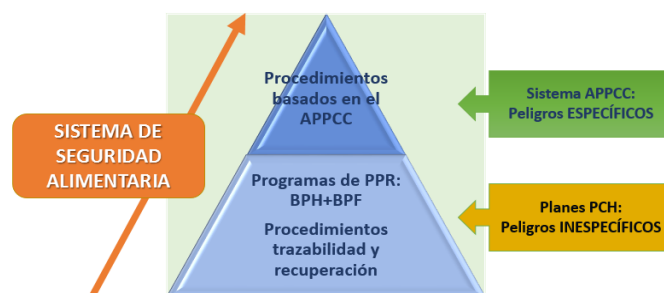 SISTEMA DE
SEGURIDAD
ALIMENTARIA
Procedimientos
basados en el
APPCC
Programas de PPR:
BPH+BPF
Procedimientos
trazabilidad y
recuperación
Sistema APPCC:
Peligros ESPECÍFICOS
Planes PCH:
Peligros INESPECÍFICOS